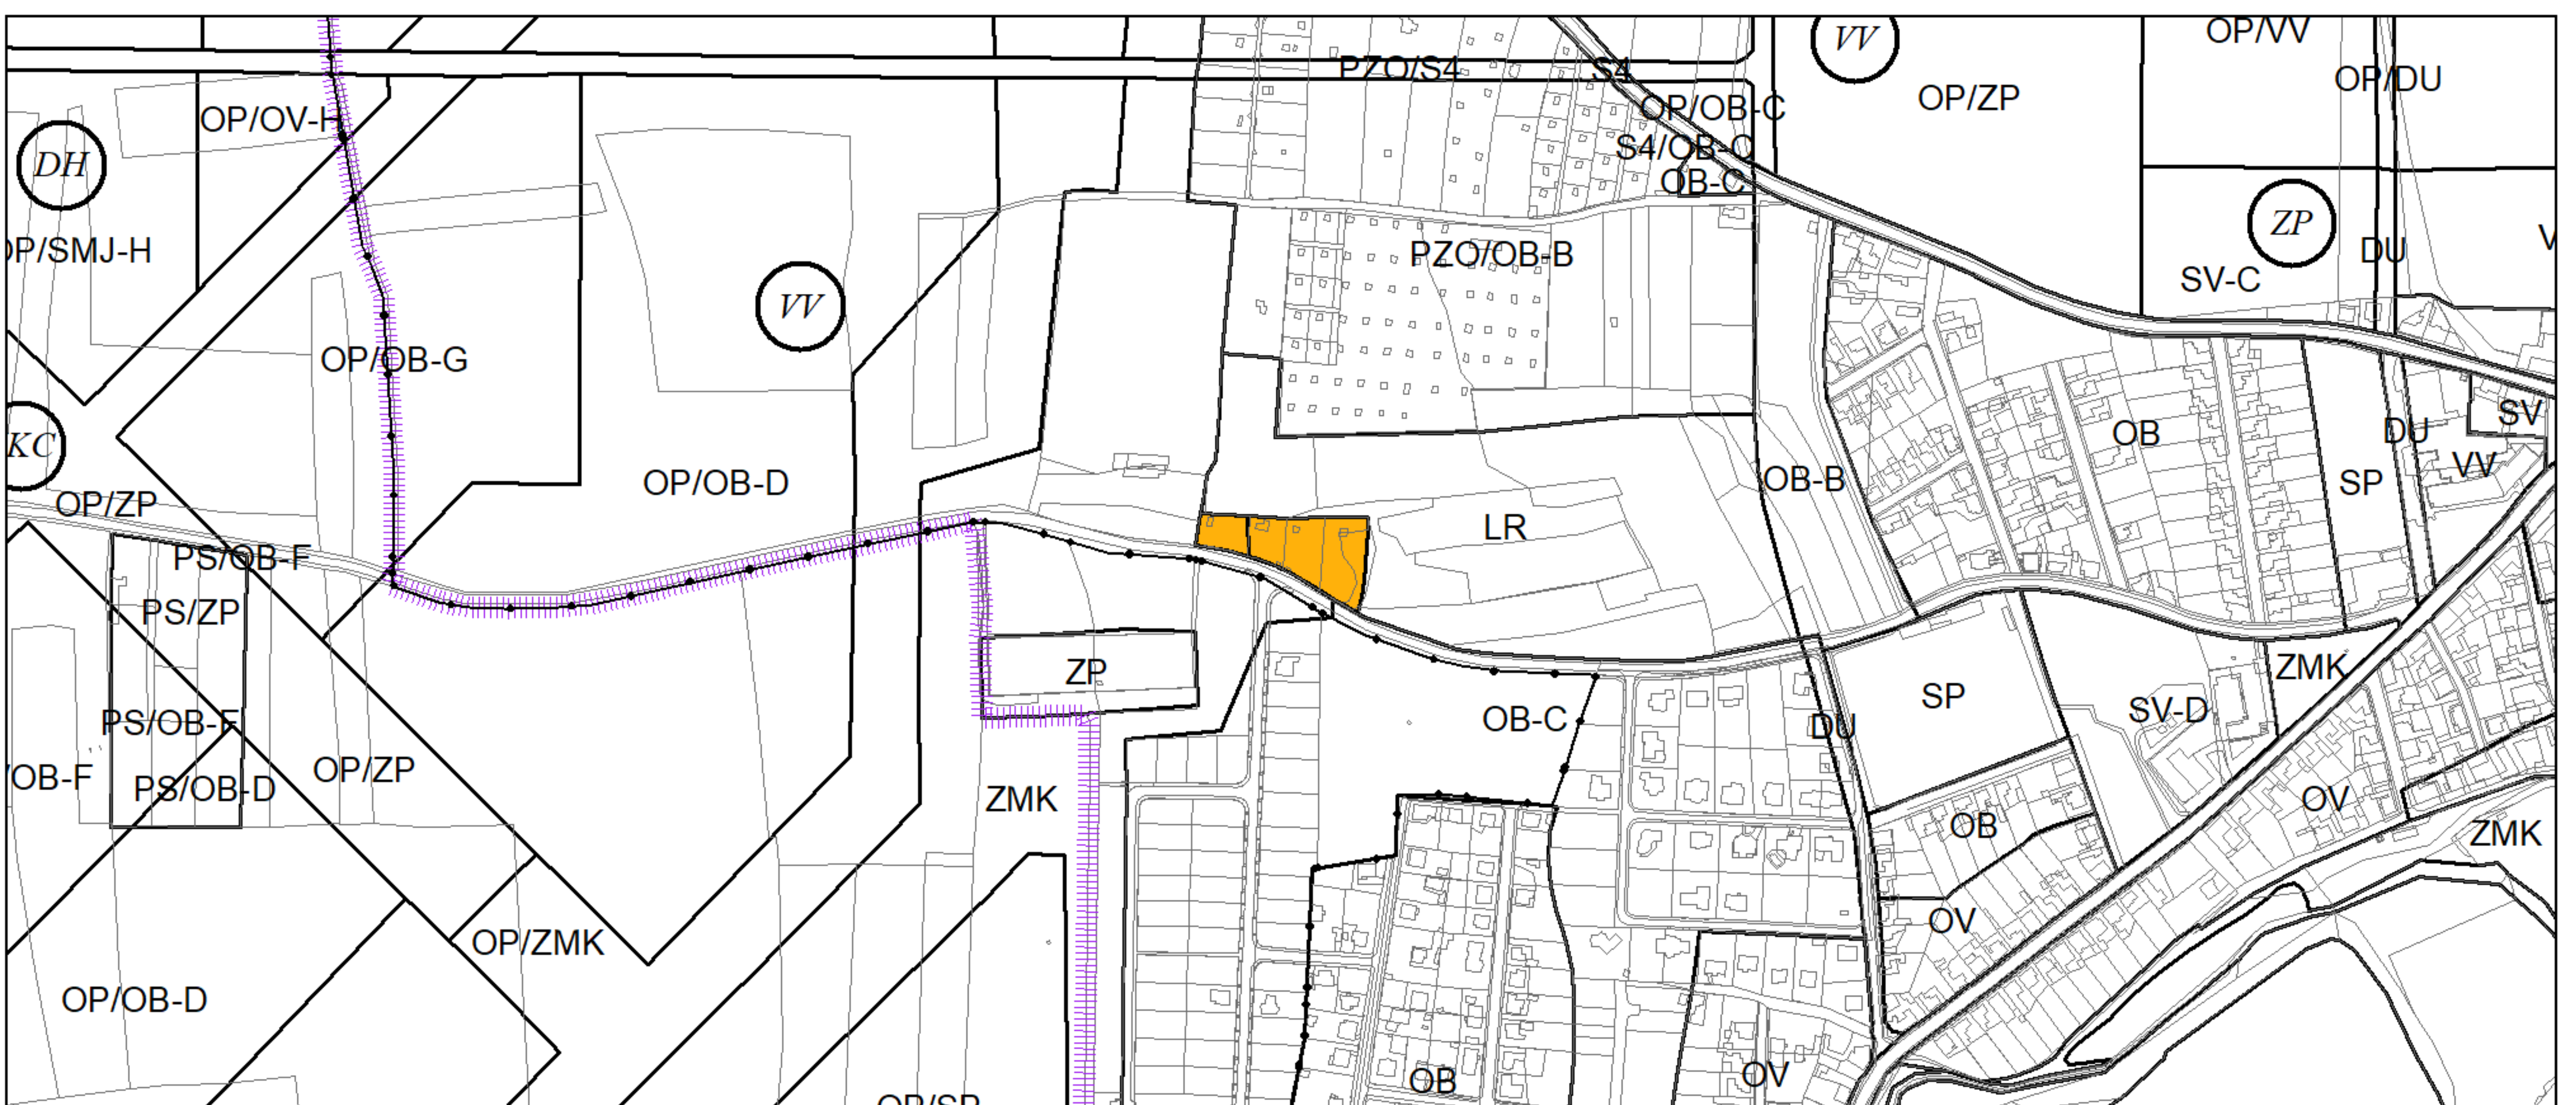 OP/VV
VV
PZO/S4
S4
OP/DU
OP/ZP
OP/OB-C
OP/OV-H
S4/OB-C
DH
OB-C
ZP
OP/SMJ-H
PZO/OB-B
DU
V
SV-C
VV
OP/OB-G
SV
OB
DU
KC
VV
OP/OB-D
OB-B
SP
OP/ZP
LR
PS/OB-F
PS/ZP
ZP
ZMK
SP
SV-D
OB-C
PS/OB-F
DU
OP/ZP
/OB-F
PS/OB-D
ZMK
OV
OB
ZMK
OV
OP/ZMK
OP/OB-D
OV
OB
OP/SP